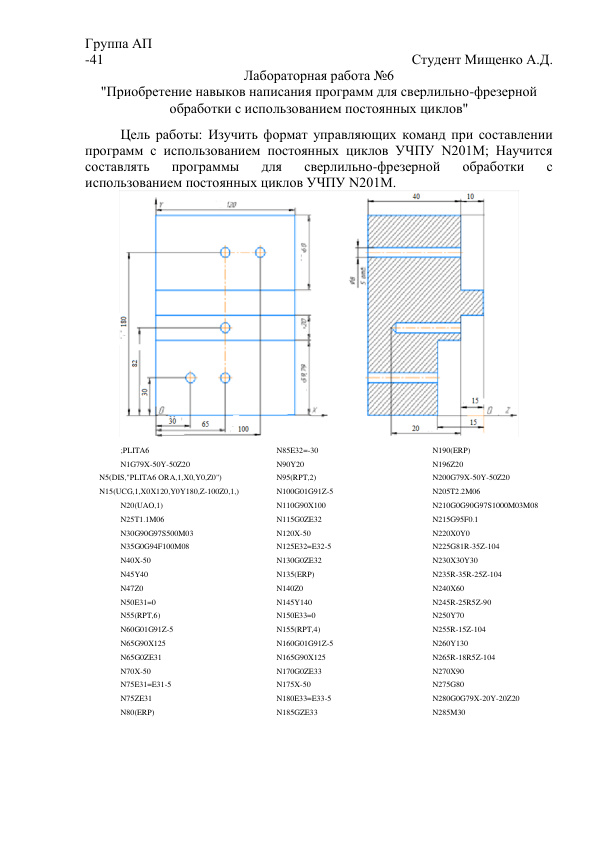 Группа АП
-41 Студент Мищенко А.Д.
Лабораторная работа №6
"Приобретение навыков написания программ для сверлильно-фрезерной
обработки с использованием постоянных циклов"
Цель работы: Изучить формат управляющих команд при составлении
программ с использованием постоянных циклов УЧПУ N201M; Научится
составлять программы для сверлильно-фрезерной обработки с
использованием постоянных циклов УЧПУ N201M.
Y 120
180
82
30
30
65
100
0 X
40 10
15
15
20
0 Z
;PLITA6
N1G79X-50Y-50Z20
N5(DIS,"PLITA6 ORA,1,X0,Y0,Z0")
N15(UCG,1,X0X120,Y0Y180,Z-100Z0,1,)
N20(UAO,1)
N25T1.1M06
N30G90G97S500M03
N35G0G94F100M08
N40X-50
N45Y40
N47Z0
N50E31=0
N55(RPT,6)
N60G01G91Z-5
N65G90X125
N65G0ZE31
N70X-50
N75E31=E31-5
N75ZE31
N80(ERP)
N85E32=-30
N90Y20
N95(RPT,2)
N100G01G91Z-5
N110G90X100
N115G0ZE32
N120X-50
N125E32=E32-5
N130G0ZE32
N135(ERP)
N140Z0
N145Y140
N150E33=0
N155(RPT,4)
N160G01G91Z-5
N165G90X125
N170G0ZE33
N175X-50
N180E33=E33-5
N185GZE33
N190(ERP)
N196Z20
N200G79X-50Y-50Z20
N205T2.2M06
N210G0G90G97S1000M03M08
N215G95F0.1
N220X0Y0
N225G81R-35Z-104
N230X30Y30
N235R-35R-25Z-104
N240X60
N245R-25R5Z-90
N250Y70
N255R-15Z-104
N260Y130
N265R-18R5Z-104
N270X90
N275G80
N280G0G79X-20Y-20Z20
N285M30